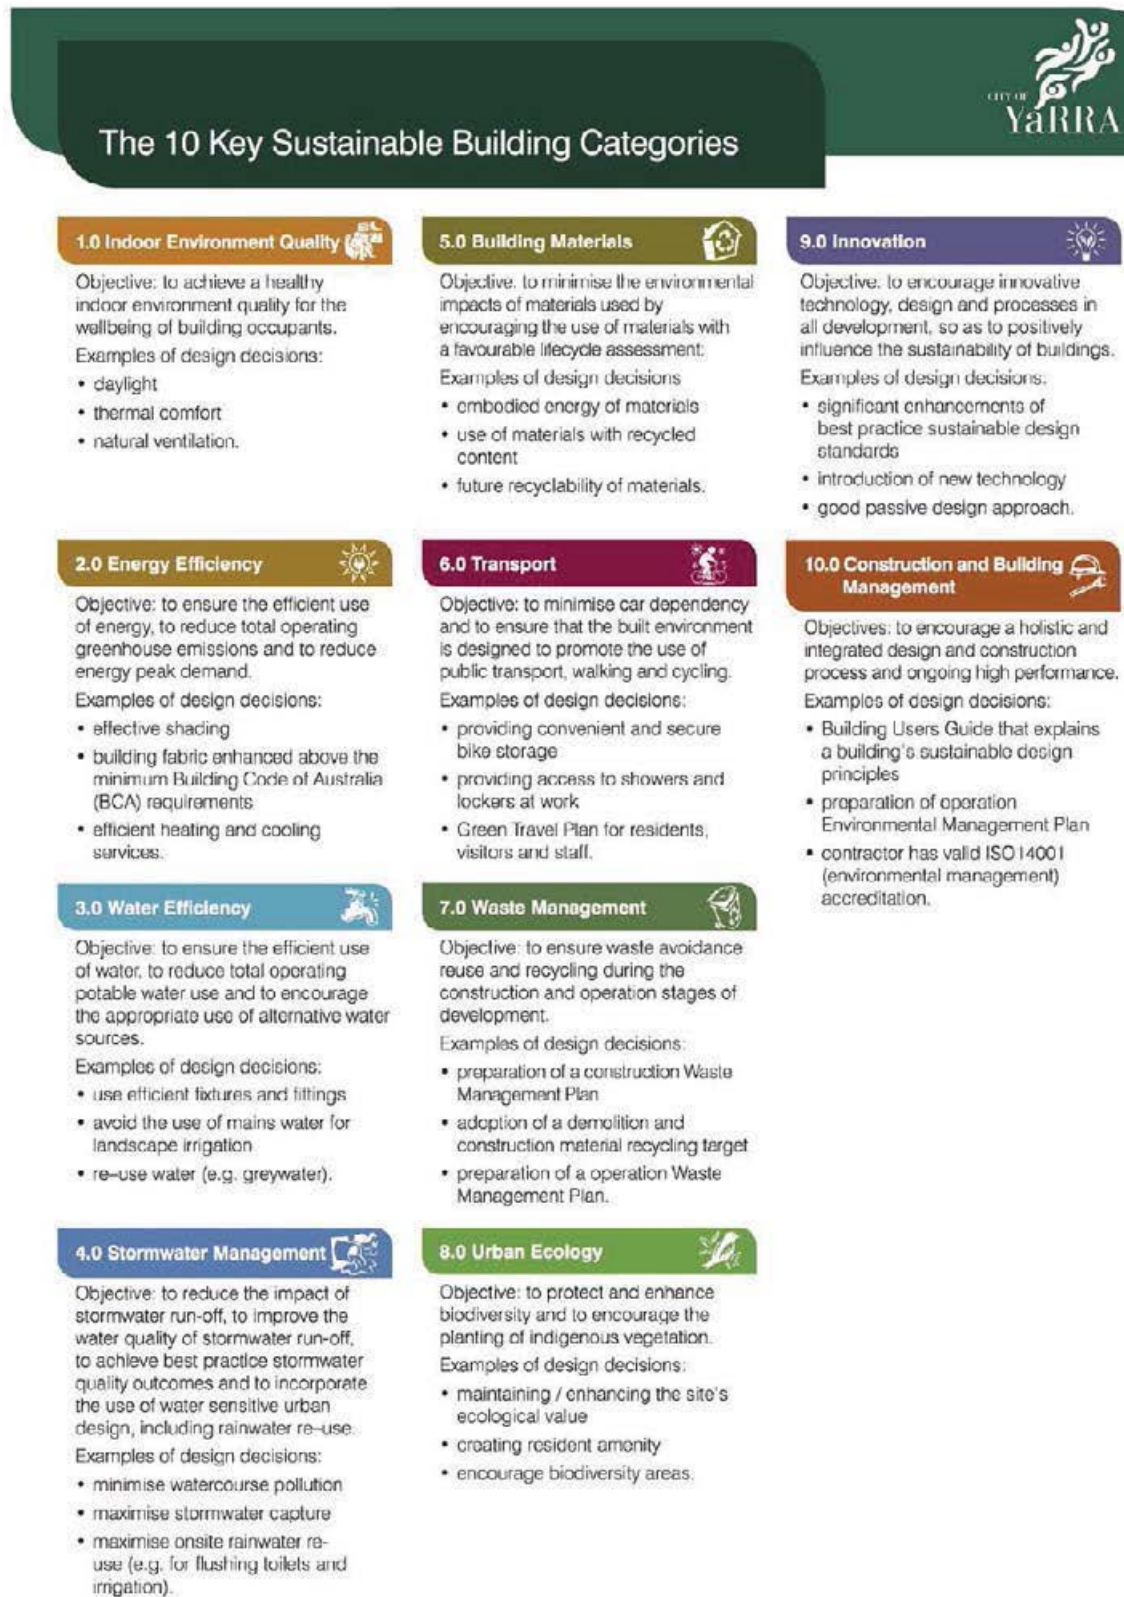 CITY OF
YaRRA
The 10 Key Sustainable Building Categories
1.0 Indoor Environment Quality
Objective: to achieve a healthy
indoor environment quality for the
wellbeing of building occupants.
Examples of design decisions:
• daylight
• thermal comfort
• natural ventilation.
2.0 Energy Efficiency
Objective: to ensure the efficient use
of energy, to reduce total operating
greenhouse emissions and to reduce
energy peak demand.
Examples of design decisions:
• effective shading
• building fabric enhanced above the
minimum Building Code of Australia
(BCA) requirements
• efficient heating and cooling
services.
3.0 Water Efficiency
Objective: to ensure the efficient use
of water, to reduce total operating
potable water use and to encourage
the appropriate use of alternative water
sources.
Examples of design decisions:
• use efficient fixtures and fittings
• avoid the use of mains water for
landscape irrigation
• re–use water (e.g. greywater).
4.0 Stormwater Management
Objective: to reduce the impact of
stormwater run-off, to improve the
water quality of stormwater run-off,
to achieve best practice stormwater
quality outcomes and to incorporate
the use of water sensitive urban
design, including rainwater re–use.
Examples of design decisions:
• minimise watercourse pollution
• maximise stormwater capture
• maximise onsite rainwater re-
use (e.g. for flushing toilets and
irrigation).
5.0 Building Materials
Objective: to minimise the environmental
impacts of materials used by
encouraging the use of materials with
a favourable lifecycle assessment.
Examples of design decisions
• embodied energy of materials
• use of materials with recycled
content
• future recyclability of materials.
6.0 Transport
Objective: to minimise car dependency
and to ensure that the built environment
is designed to promote the use of
public transport, walking and cycling.
Examples of design decisions:
• providing convenient and secure
bike storage
• providing access to showers and
lockers at work
• Green Travel Plan for residents,
visitors and staff.
7.0 Waste Management
Objective: to ensure waste avoidance
reuse and recycling during the
construction and operation stages of
development.
Examples of design decisions:
• preparation of a construction Waste
Management Plan
• adoption of a demolition and
construction material recycling target
• preparation of a operation Waste
Management Plan.
8.0 Urban Ecology
Objective: to protect and enhance
biodiversity and to encourage the
planting of indigenous vegetation.
Examples of design decisions:
• maintaining / enhancing the site's
ecological value
• creating resident amenity
• encourage biodiversity areas.
9.0 Innovation
Objective: to encourage innovative
technology, design and processes in
all development, so as to positively
influence the sustainability of buildings.
Examples of design decisions:
• significant enhancements of
best practice sustainable design
standards
• introduction of new technology
• good passive design approach.
10.0 Construction and Building
Management
Objectives: to encourage a holistic and
integrated design and construction
process and ongoing high performance.
Examples of design decisions:
• Building Users Guide that explains
a building's sustainable design
principles
• preparation of operation
Environmental Management Plan
• contractor has valid ISO14001
(environmental management)
accreditation.